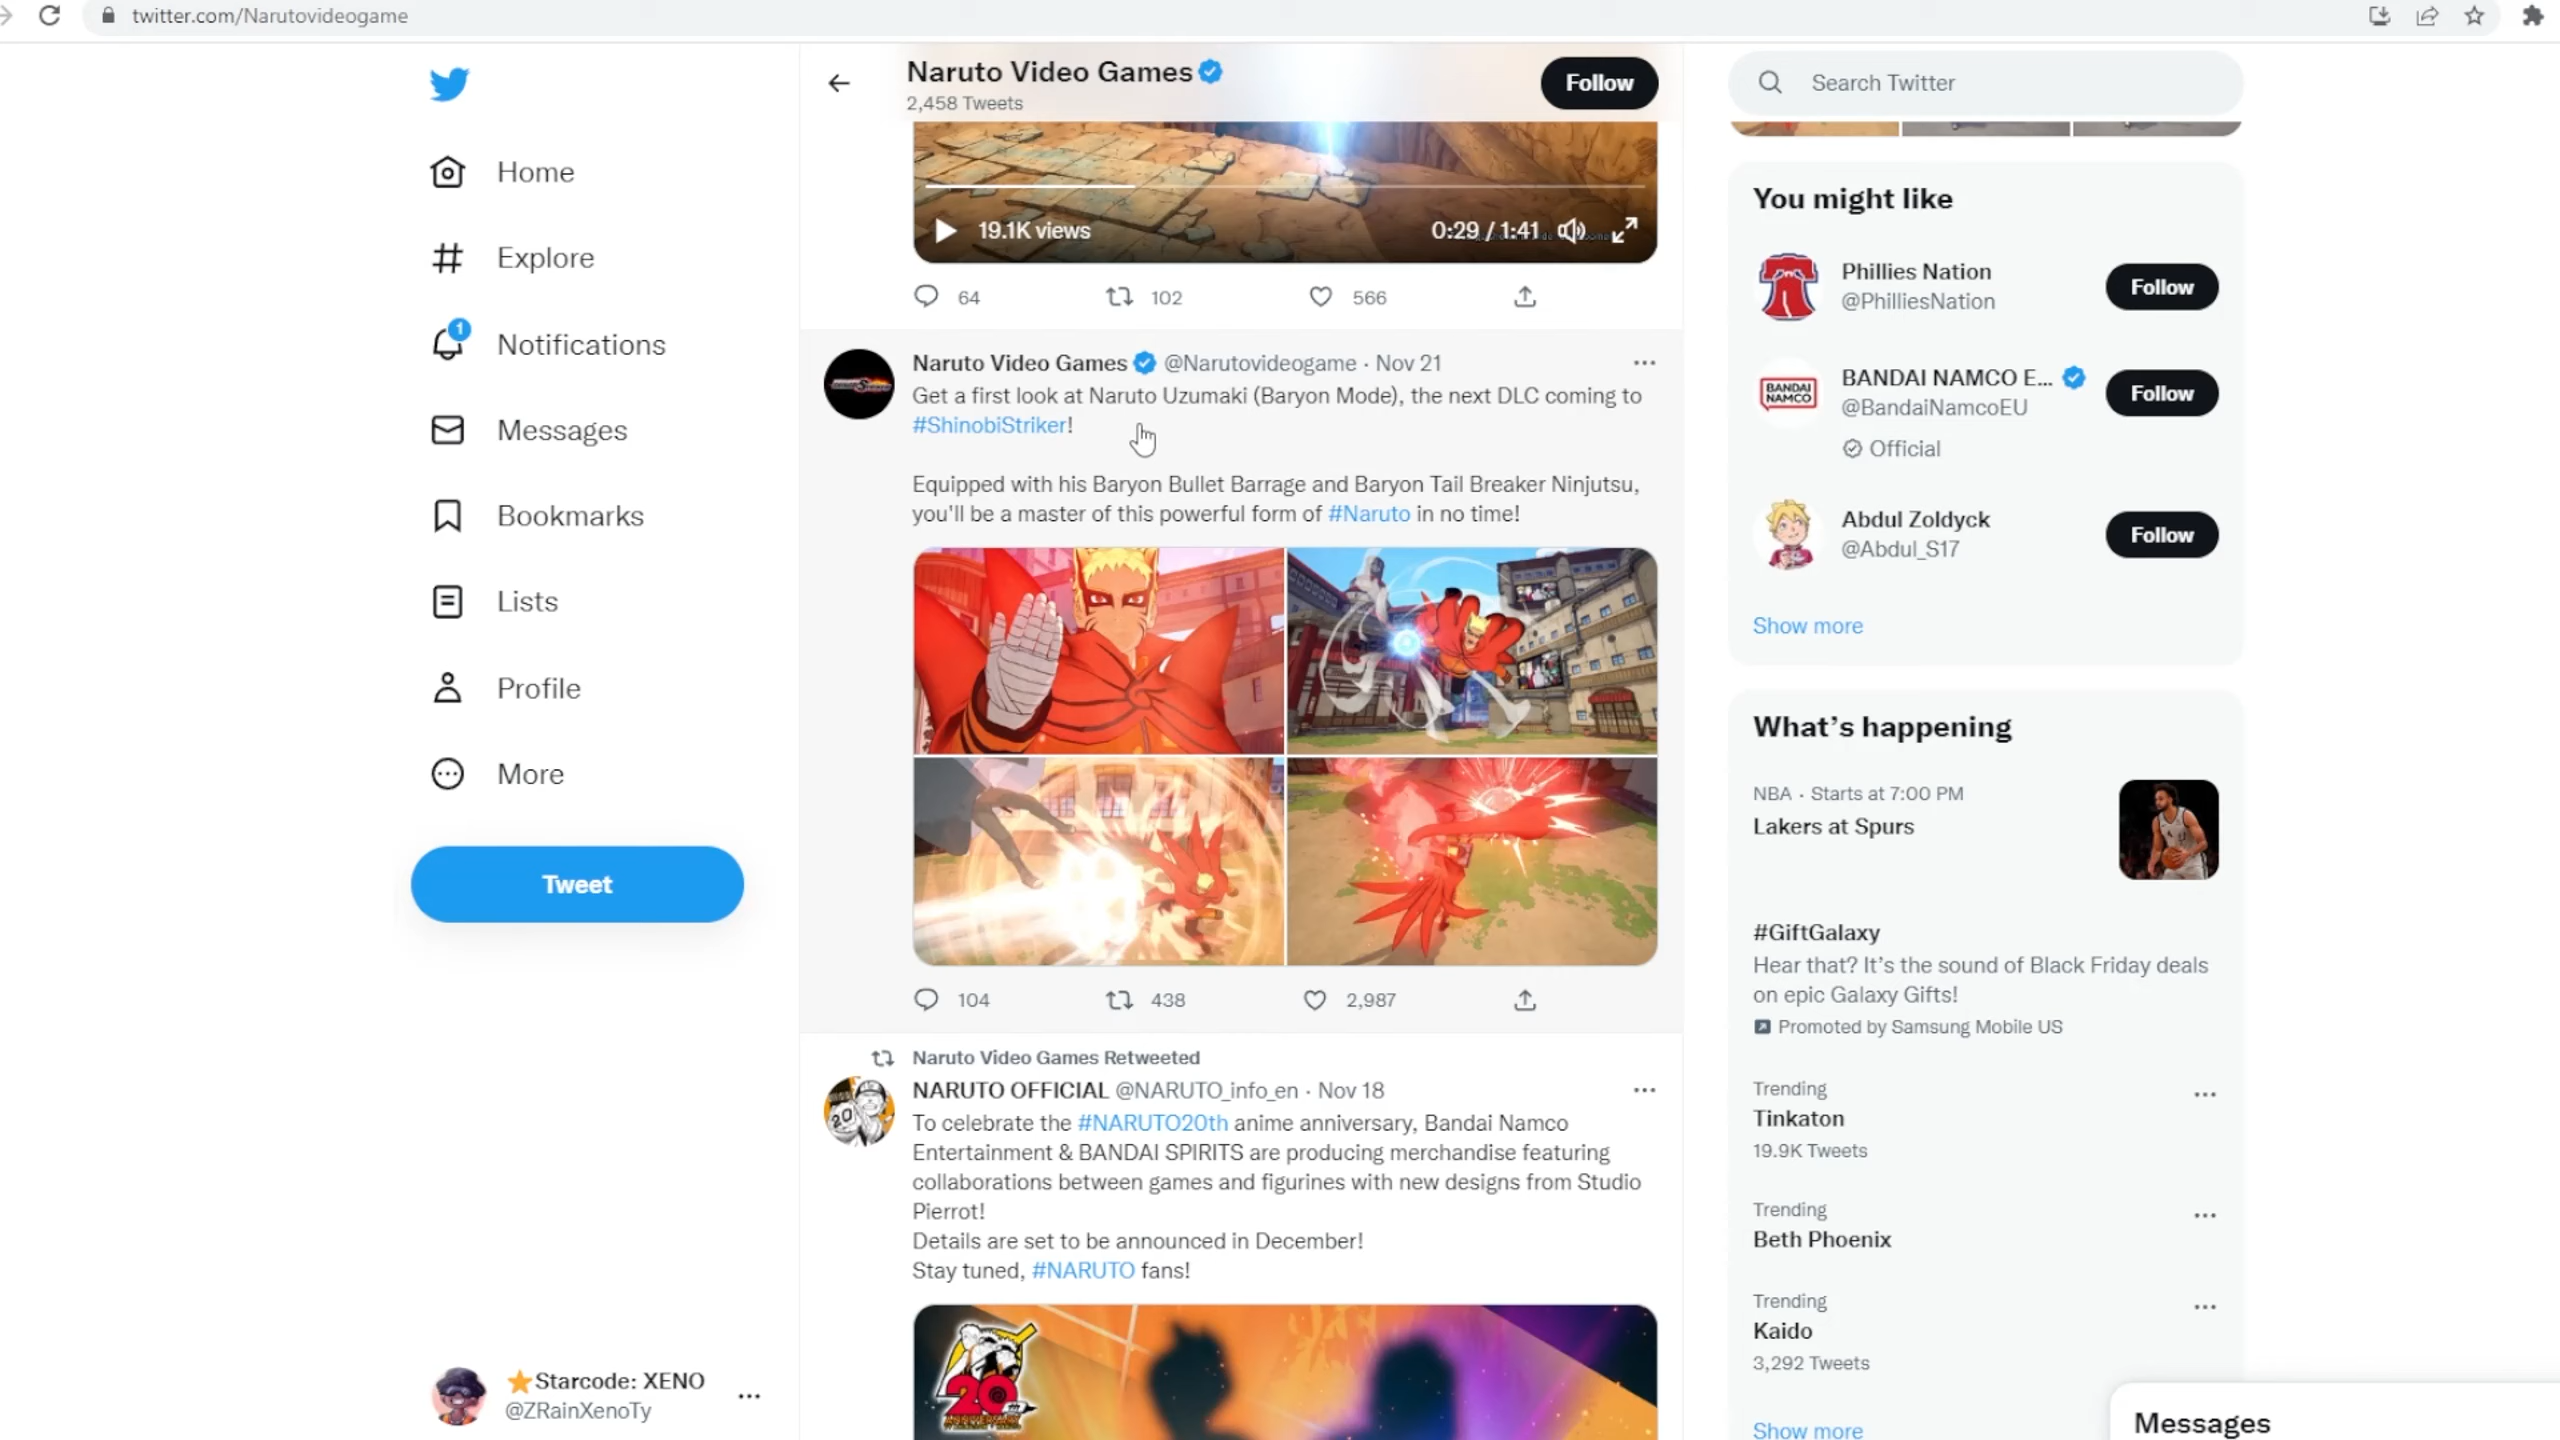 twitter.com/Narutovideogame
Home
Explore
1
Notifications
Messages
Bookmarks
Lists
Profile
More
Tweet
Starcode: XENO
@ZRainXenoTy
Naruto Video Games
2,458 Tweets
Follow
19.1K views
0:29 / 1:41
64 102 566
Naruto Video Games @Narutovideogame · Nov 21
Get a first look at Naruto Uzumaki (Baryon Mode), the next DLC coming to
#ShinobiStriker!
Equipped with his Baryon Bullet Barrage and Baryon Tail Breaker Ninjutsu,
you'll be a master of this powerful form of #Naruto in no time!
104 438 2,987
Naruto Video Games Retweeted
NARUTO OFFICIAL @NARUTO_info_en · Nov 18
To celebrate the #NARUTO20th anime anniversary, Bandai Namco
Entertainment & BANDAI SPIRITS are producing merchandise featuring
collaborations between games and figurines with new designs from Studio
Pierrot!
Details are set to be announced in December!
Stay tuned, #NARUTO fans!
20th
ANNIVERSARY
Search Twitter
You might like
Phillies Nation
@PhilliesNation
Follow
BANDAI NAMCO
BANDAI NAMCO E...
@BandaiNamcoEU
Official
Follow
Abdul Zoldyck
@Abdul_S17
Follow
Show more
What's happening
NBA · Starts at 7:00 PM
Lakers at Spurs
#GiftGalaxy
Hear that? It's the sound of Black Friday deals
on epic Galaxy Gifts!
Promoted by Samsung Mobile US
Trending
Tinkaton
19.9K Tweets
Trending
Beth Phoenix
Trending
Kaido
3,292 Tweets
Show more
Messages